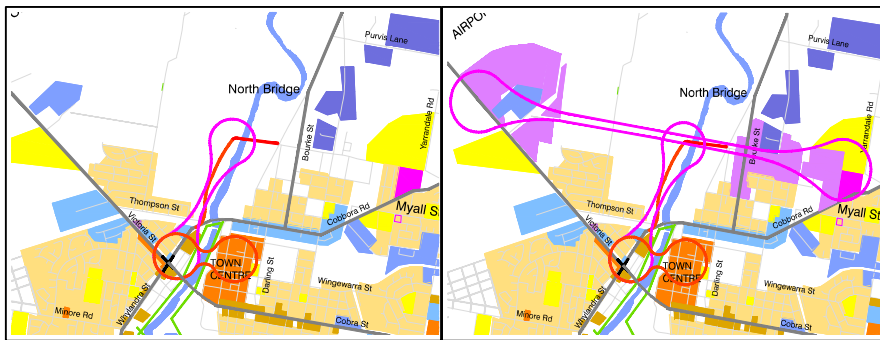 Purvis Lane
North Bridge
Yarrandale Rd
Bourke St
Thompson St
Cobbora Rd
Myall S
Victoria St
TOWN
CENTRE
Darling St
Wingewarra St
Whylandra St
Minore Rd
Cobra St
AIRPO
Purvis Lane
North Bridge
Yarrandale Rd
Bourke St
Thompson St
Cobbora Rd
Myall St
Victoria St
TOWN
CENTRE
Darling St
Wingewarra St
Whylandra St
Minore Rd
Cobra St